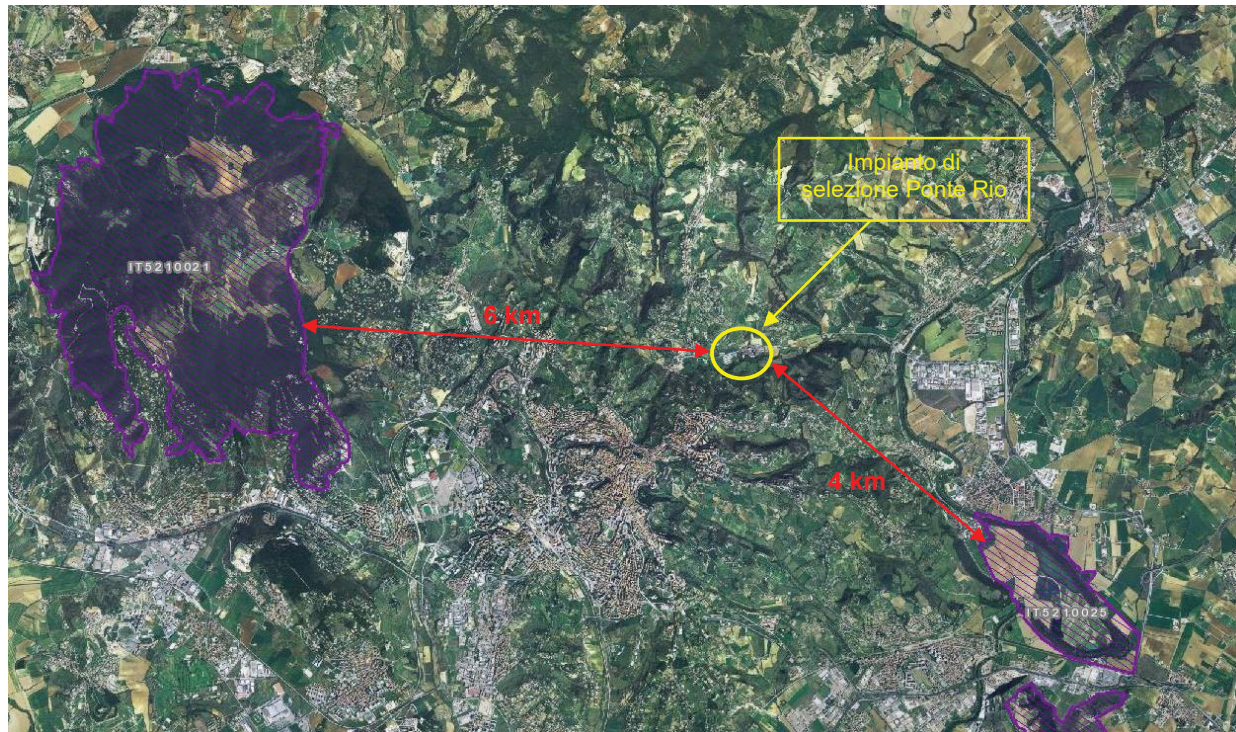 Impianto di
selezione Ponte Rio
IT5210021
6 km
4 km
IT5210025